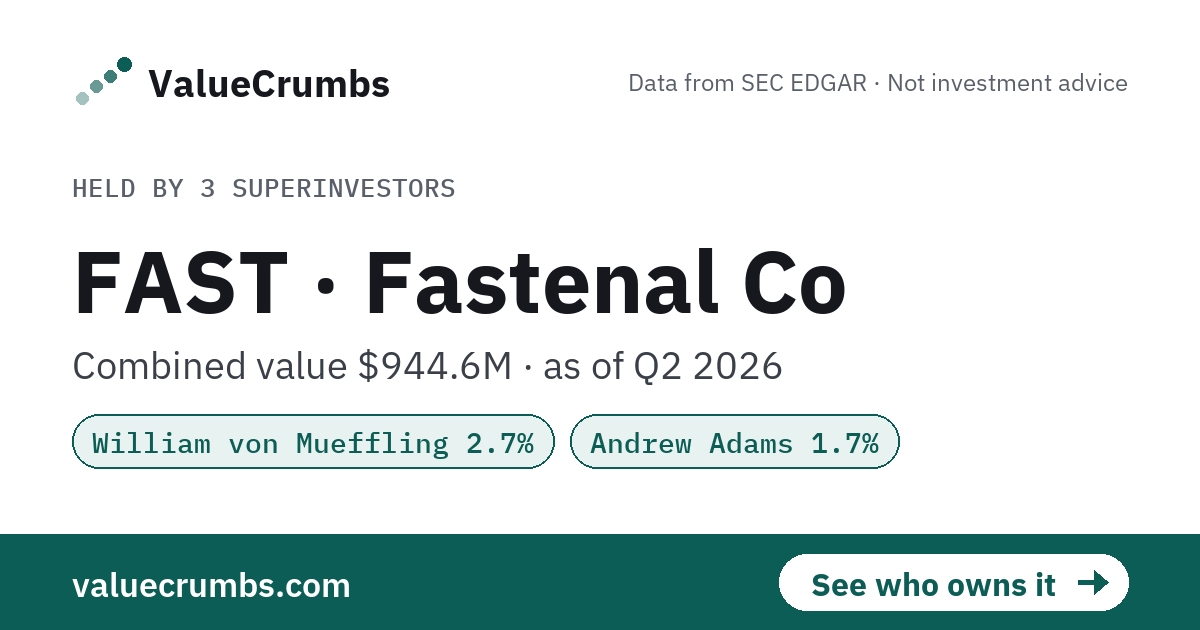 ValueCrumbs
Data from SEC EDGAR · Not investment advice
HELD BY 3 SUPERINVESTORS
FAST · Fastenal Co
Combined value $944.6M · as of Q2 2026
William von Mueffling 2.7%
Andrew Adams 1.7%
valuecrumbs.com
See who owns it →